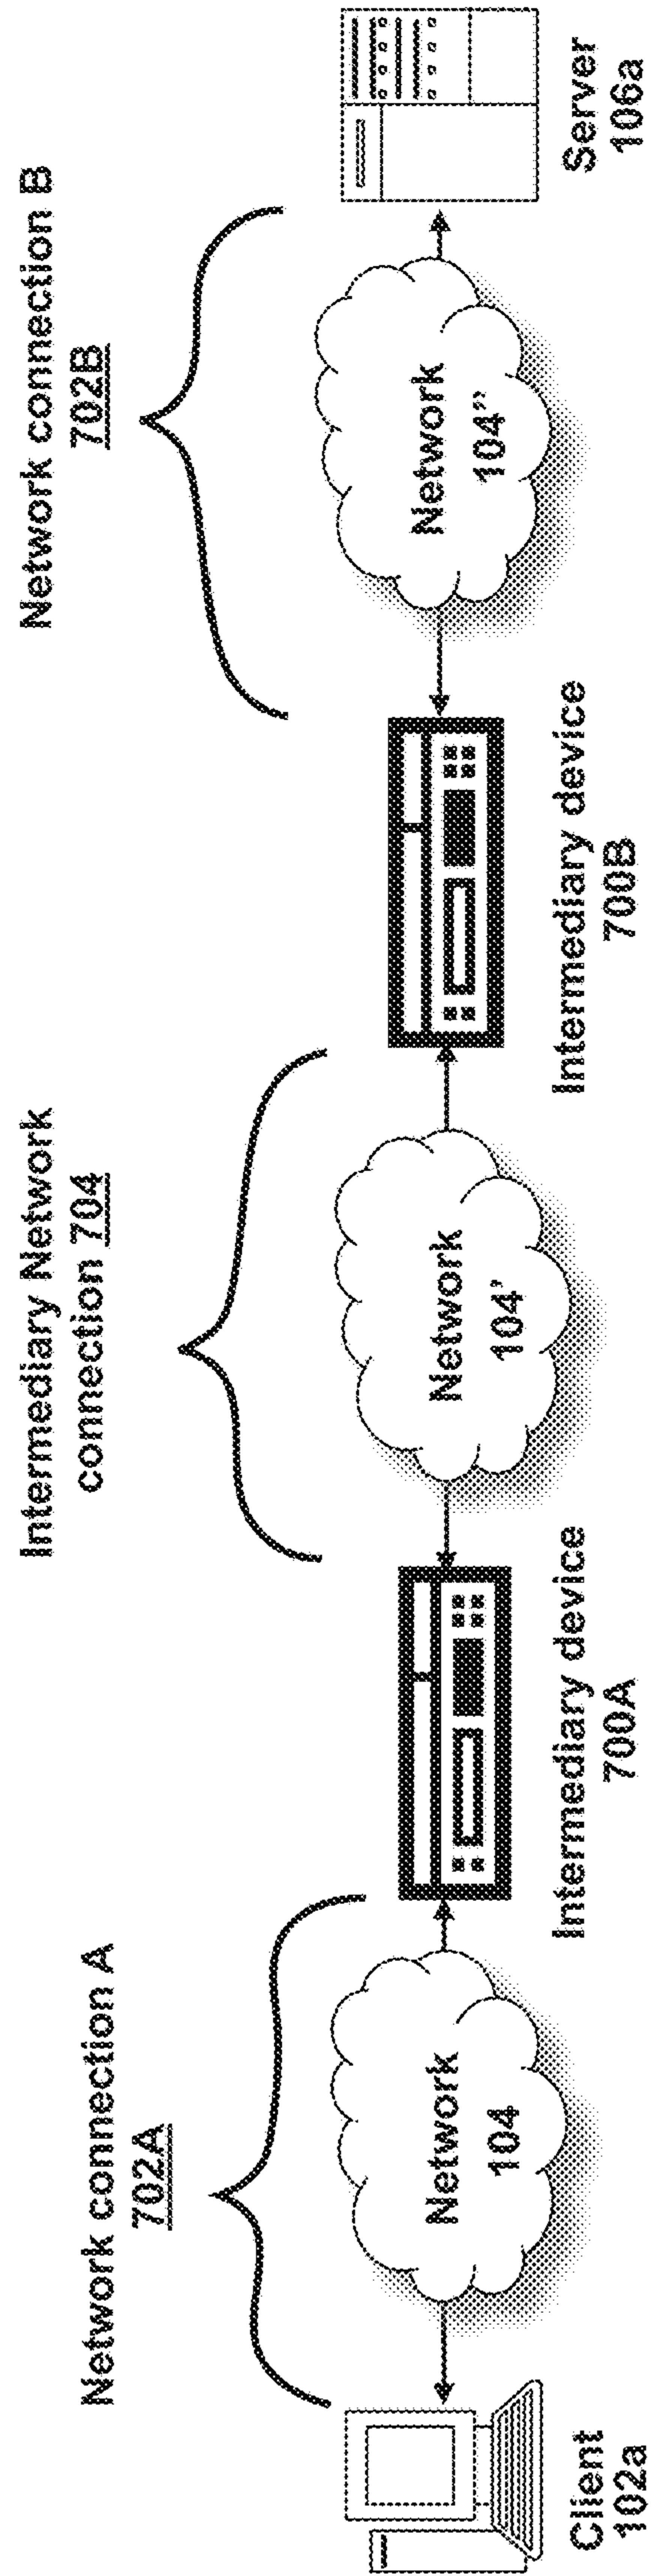 Network connection A
702A
Intermediary Network
connection 704
Network connection B
702B
Network
104
Network
104'
Network
104"
Client
102a
Intermediary device
700A
Intermediary device
700B
Server
106a